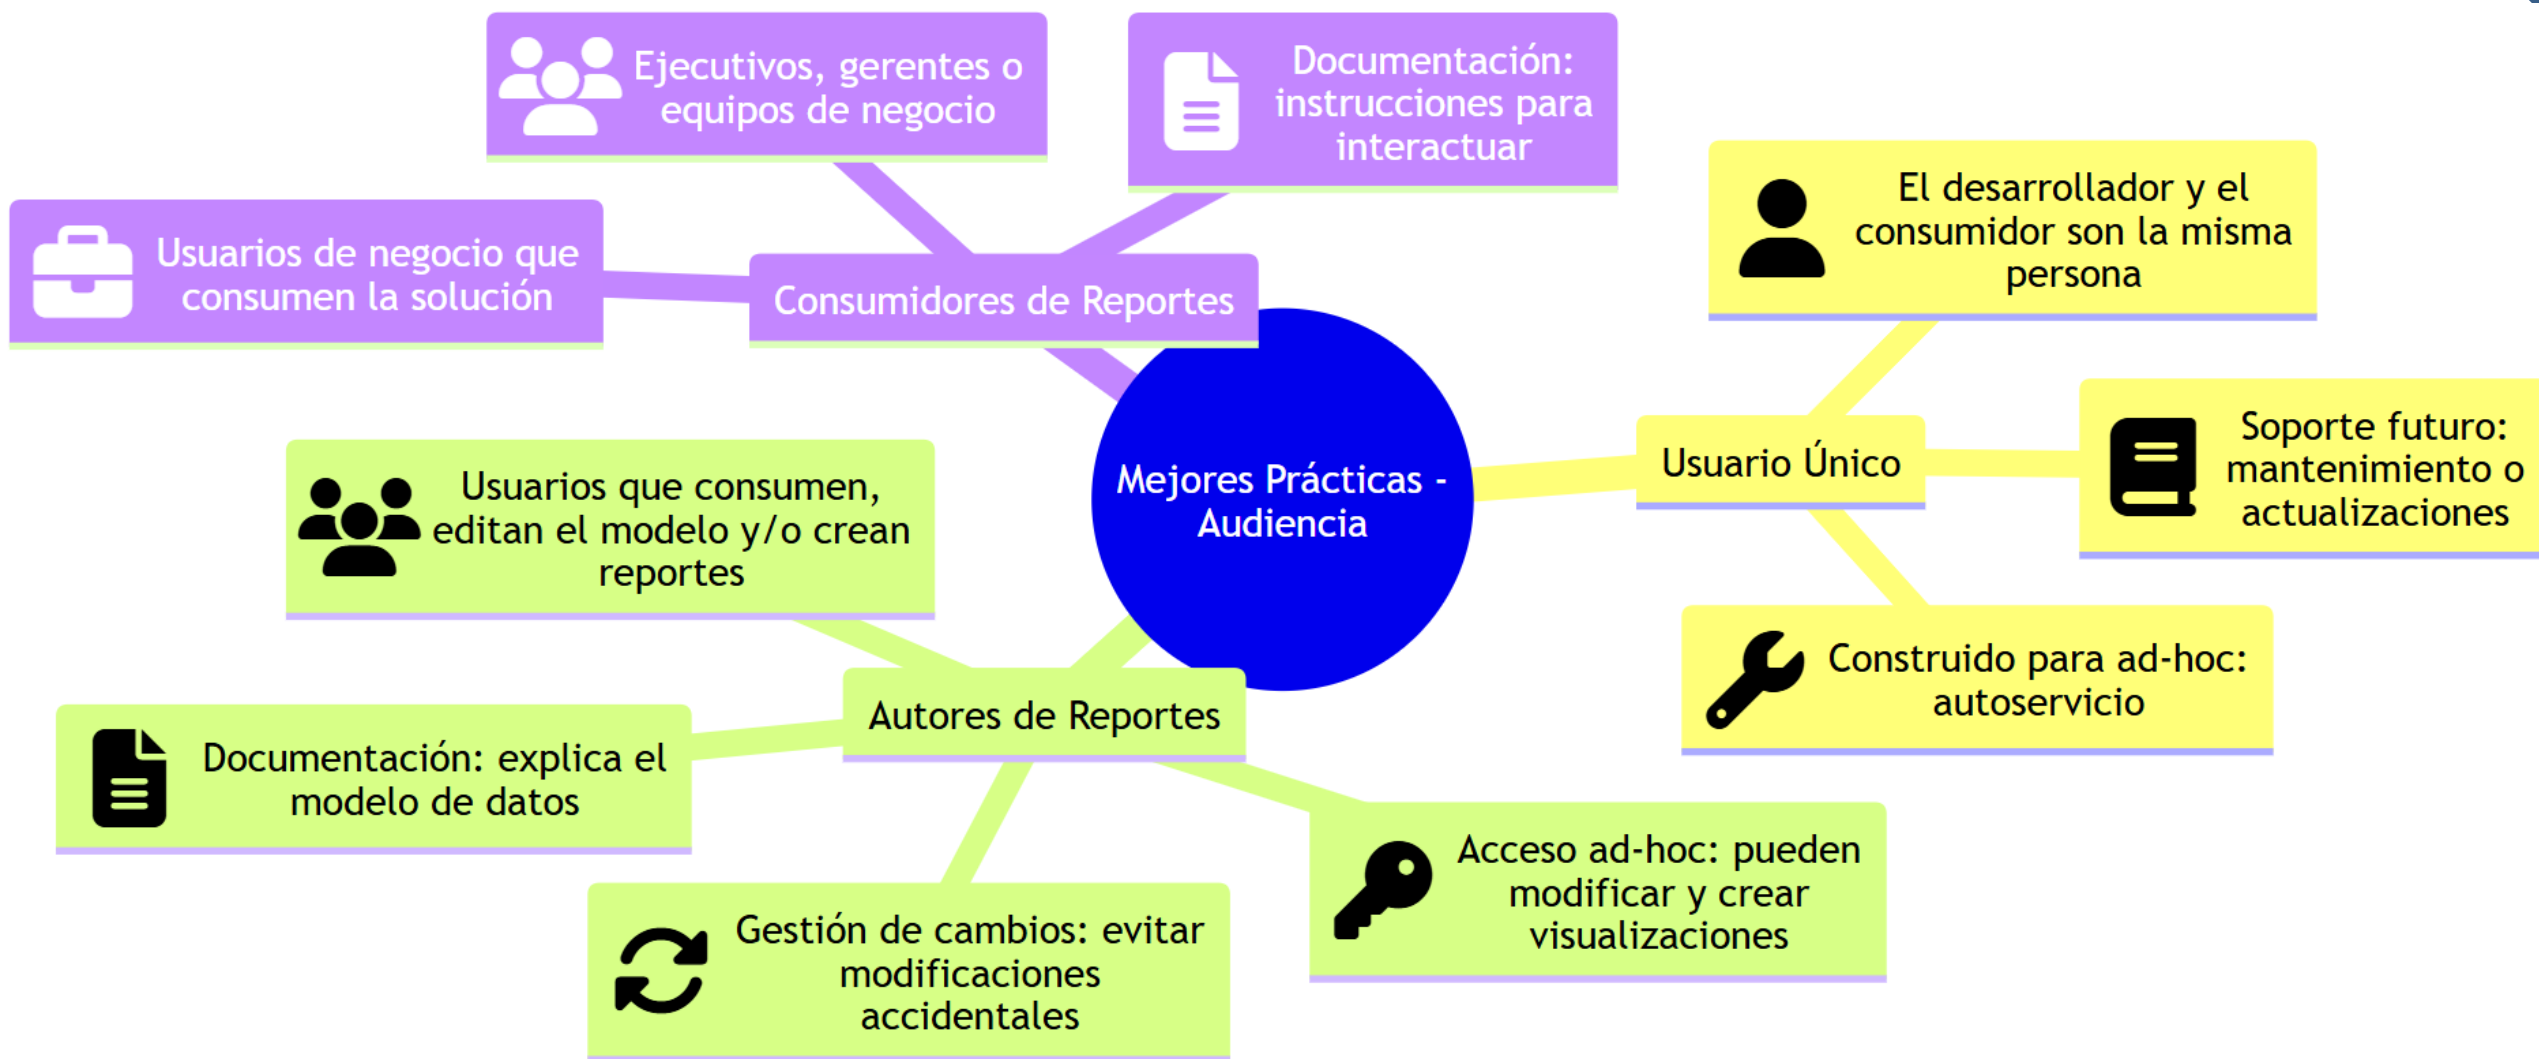 Ejecutivos, gerentes o
equipos de negocio
Documentación:
instrucciones para
interactuar
Usuarios de negocio que
consumen la solución
Consumidores de Reportes
El desarrollador y el
consumidor son la misma
persona
Soporte futuro:
mantenimiento o
actualizaciones
Usuario Único
Construido para ad-hoc:
autoservicio
Mejores Prácticas -
Audiencia
Usuarios que consumen,
editan el modelo y/o crean
reportes
Autores de Reportes
Documentación: explica el
modelo de datos
Gestión de cambios: evitar
modificaciones
accidentales
Acceso ad-hoc: pueden
modificar y crear
visualizaciones